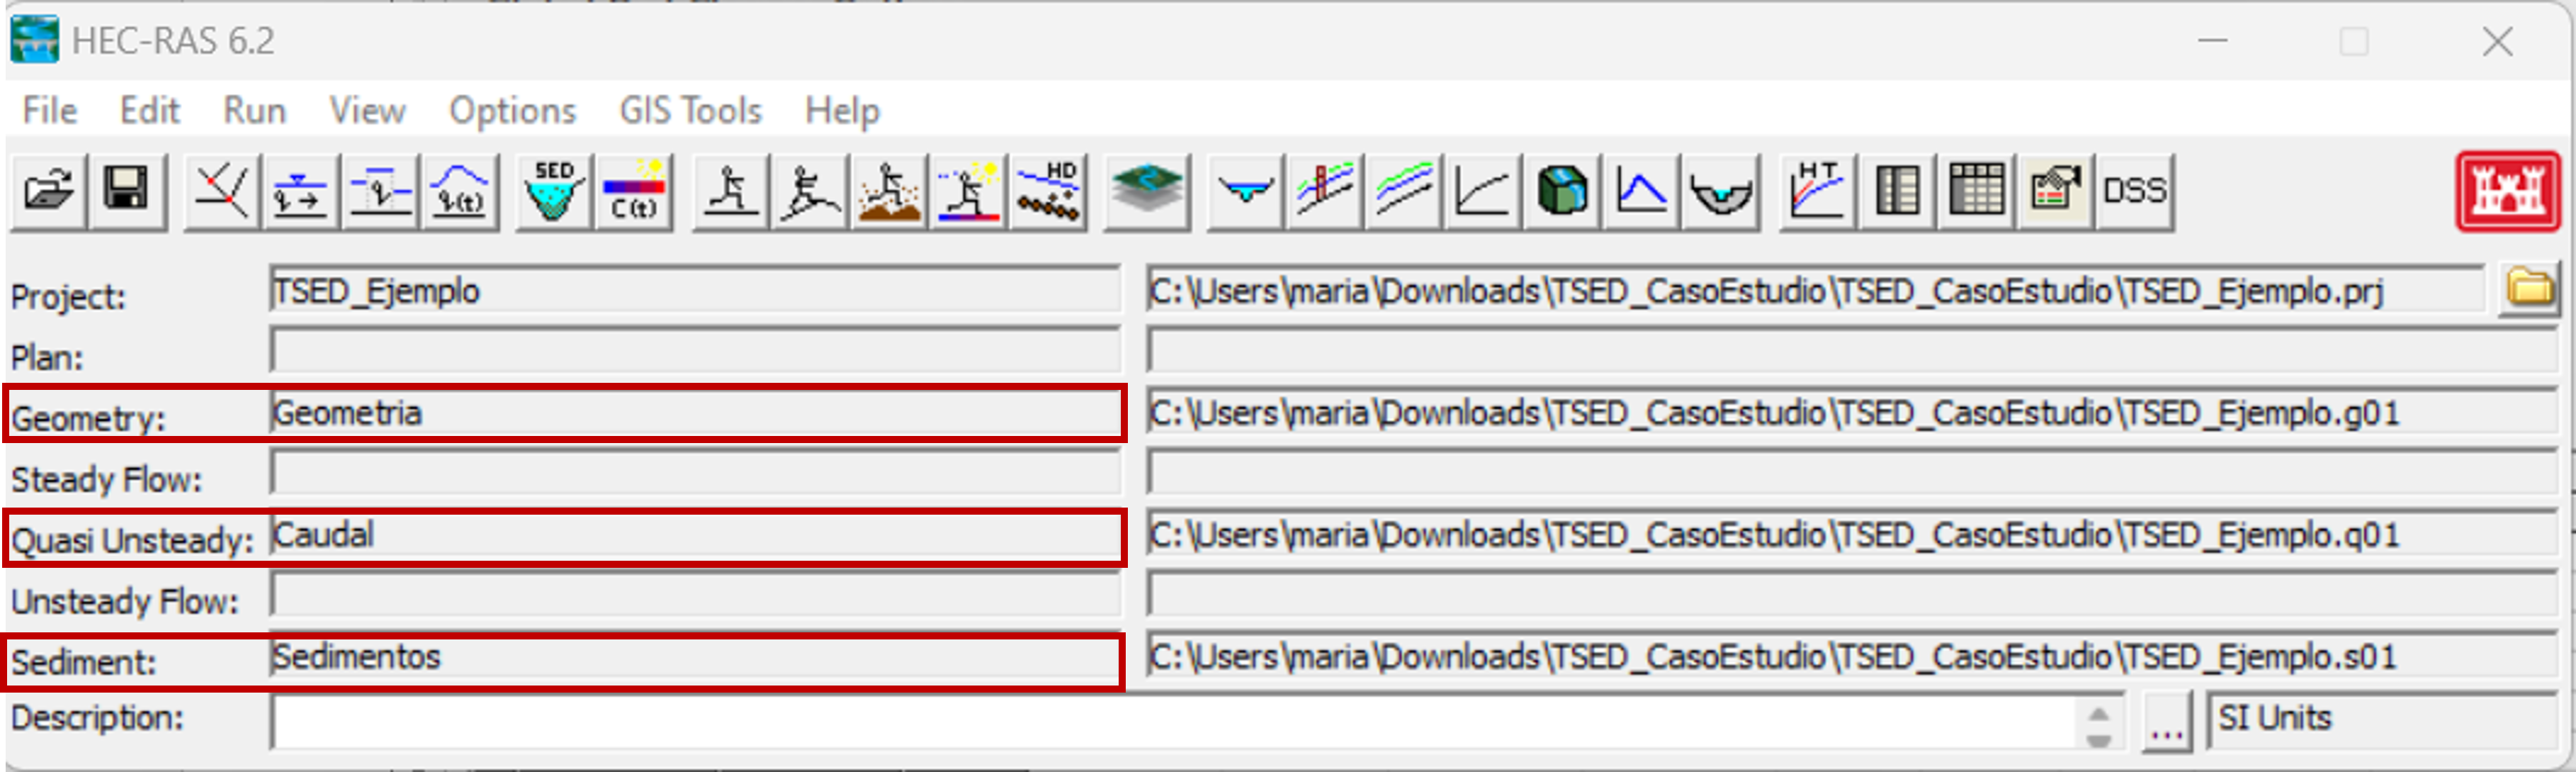 HEC-RAS 6.2
File Edit Run View Options GIS Tools Help
SED C(t) HD HT DSS
q(t)
Project: TSED_Ejemplo C:\Users\maria\Downloads\TSED_CasoEstudio\TSED_CasoEstudio\TSED_Ejemplo.prj
Plan:
Geometry: Geometria C:\Users\maria\Downloads\TSED_CasoEstudio\TSED_CasoEstudio\TSED_Ejemplo.g01
Steady Flow:
Quasi Unsteady: Caudal C:\Users\maria\Downloads\TSED_CasoEstudio\TSED_CasoEstudio\TSED_Ejemplo.q01
Unsteady Flow:
Sediment: Sedimentos C:\Users\maria\Downloads\TSED_CasoEstudio\TSED_CasoEstudio\TSED_Ejemplo.s01
Description: ... SI Units